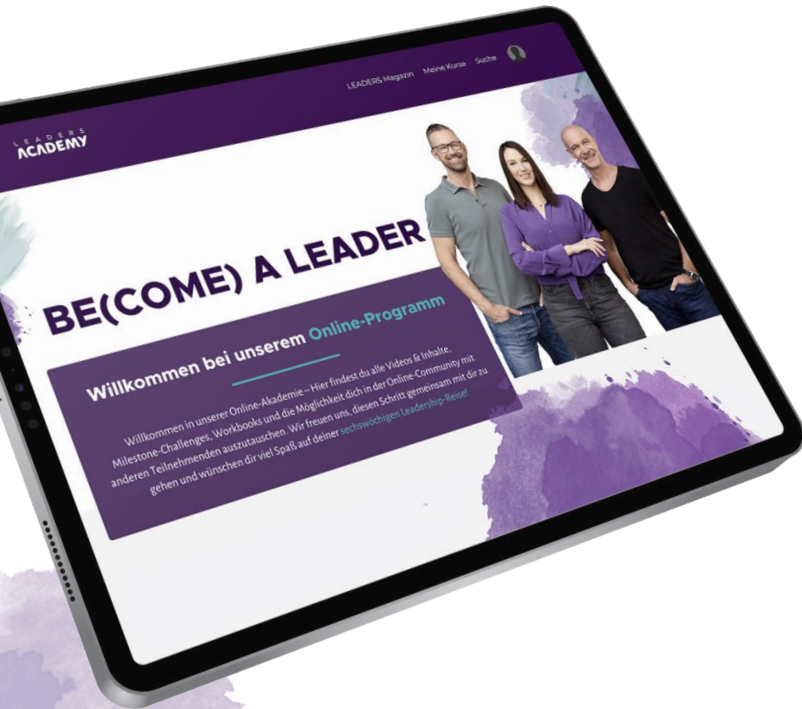 LEADERS Magazin Meine Kurse Suche
LEADERS
ACADEMY
BE(COME) A LEADER
Willkommen bei unserem Online-Programm
Willkommen in unserer Online-Akademie – Hier findest du alle Videos & Inhalte,
Milestone-Challenges, Workbooks und die Möglichkeit dich in der Online-Community mit
anderen Teilnehmenden auszutauschen. Wir freuen uns, diesen Schritt gemeinsam mit dir zu
gehen und wünschen dir viel Spaß auf deiner sechswöchigen Leadership-Reise!